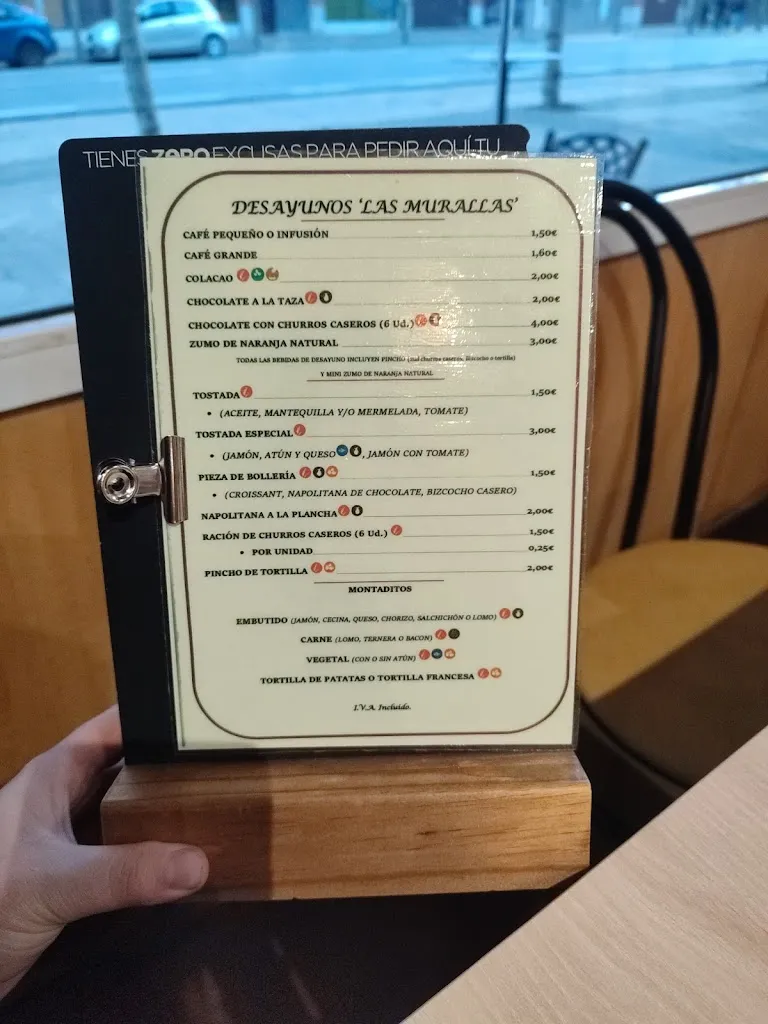 TIENES ZERO EXCUSAS PARA PEDIR AQUÍ TU
DESAYUNOS 'LAS MURALLAS'
CAFÉ PEQUEÑO O INFUSIÓN 1,50€
CAFÉ GRANDE 1,60€
COLACAO 2,00€
CHOCOLATE A LA TAZA 2,00€
CHOCOLATE CON CHURROS CASEROS (6 Ud.) 4,00€
ZUMO DE NARANJA NATURAL 3,00€
TODAS LAS BEBIDAS DE DESAYUNO INCLUYEN PINCHO (2ud churros caseros, bizcocho o tortilla)
Y MINI ZUMO DE NARANJA NATURAL
TOSTADA 1,50€
• (ACEITE, MANTEQUILLA Y/O MERMELADA, TOMATE)
TOSTADA ESPECIAL 3,00€
• (JAMÓN, ATÚN Y QUESO, JAMÓN CON TOMATE)
PIEZA DE BOLLERÍA 1,50€
• (CROISSANT, NAPOLITANA DE CHOCOLATE, BIZCOCHO CASERO)
NAPOLITANA A LA PLANCHA 2,00€
RACIÓN DE CHURROS CASEROS (6 Ud.) 1,50€
• POR UNIDAD 0,25€
PINCHO DE TORTILLA 2,00€
MONTADITOS
EMBUTIDO (JAMÓN, CECINA, QUESO, CHORIZO, SALCHICHÓN O LOMO)
CARNE (LOMO, TERNERA O BACON)
VEGETAL (CON O SIN ATÚN)
TORTILLA DE PATATAS O TORTILLA FRANCESA
I.V.A. Incluido.